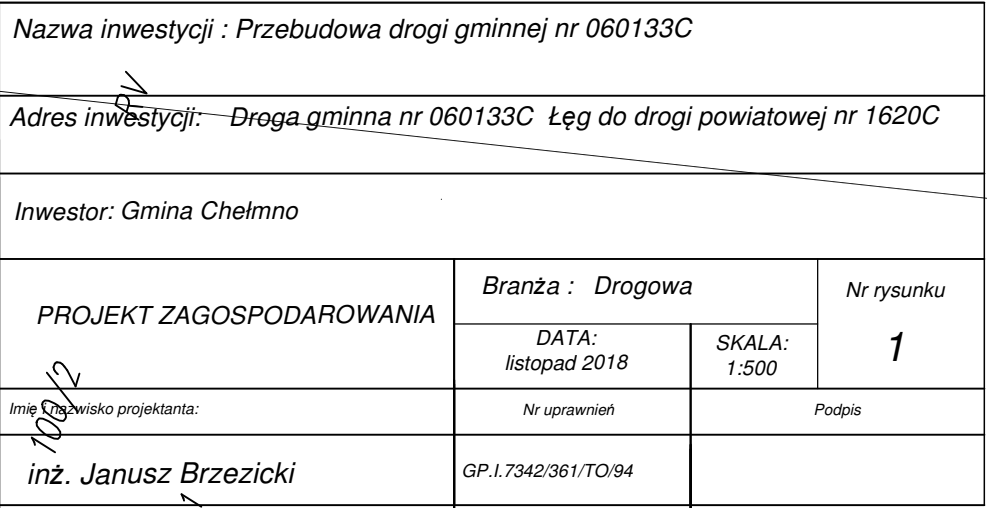 Nazwa inwestycji : Przebudowa drogi gminnej nr 060133C
RV
Adres inwestycji: Droga gminna nr 060133C Łęg do drogi powiatowej nr 1620C
Inwestor: Gmina Chełmno
PROJEKT ZAGOSPODAROWANIA
Branża : Drogowa
Nr rysunku
DATA:
listopad 2018
SKALA:
1:500
1
100/2
Imię i nazwisko projektanta:
Nr uprawnień
Podpis
inż. Janusz Brzezicki
GP.I.7342/361/TO/94